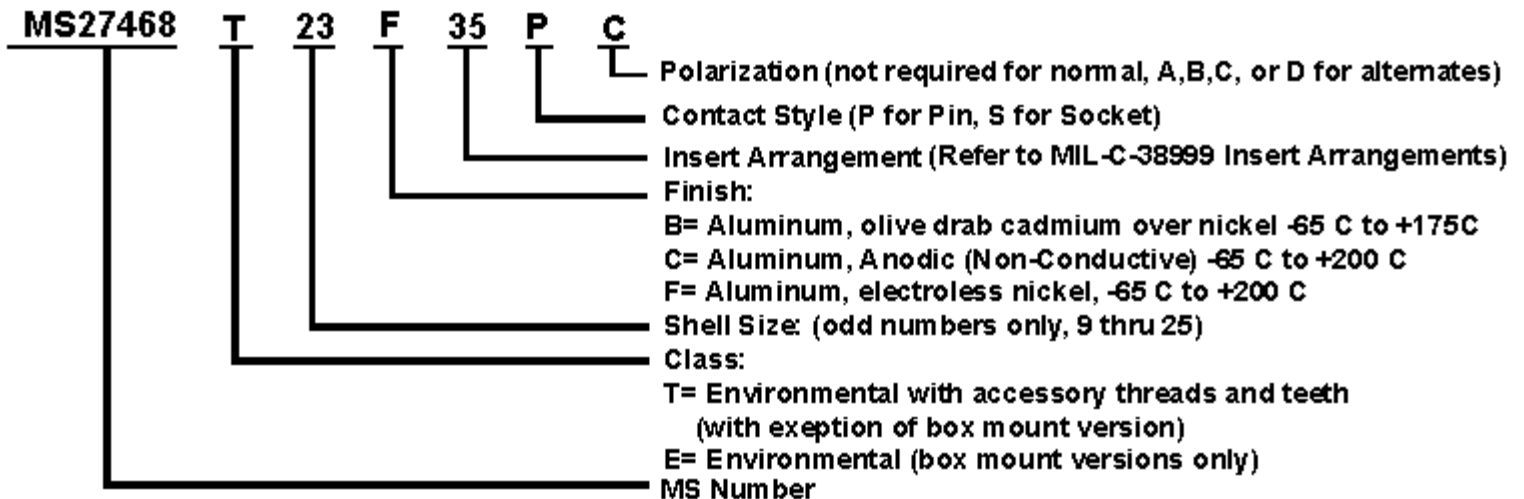 MS27468 T 23 F 35 P C
Polarization (not required for normal, A,B,C, or D for alternates)
Contact Style (P for Pin, S for Socket)
Insert Arrangement (Refer to MIL-C-38999 Insert Arrangements)
Finish:
B= Aluminum, olive drab cadmium over nickel -65 C to +175C
C= Aluminum, Anodic (Non-Conductive) -65 C to +200 C
F= Aluminum, electroless nickel, -65 C to +200 C
Shell Size: (odd numbers only, 9 thru 25)
Class:
T= Environmental with accessory threads and teeth
(with exeption of box mount version)
E= Environmental (box mount versions only)
MS Number